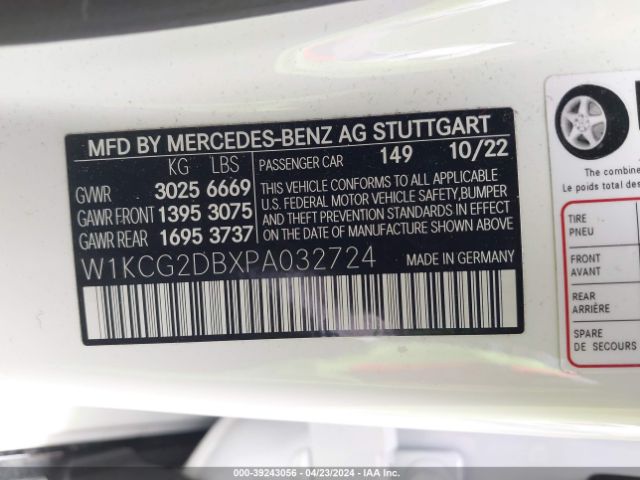 MFD BY MERCEDES-BENZ AG STUTTGART
KG LBS
PASSENGER CAR 149 10/22
GVWR 3025 6669
GAWR FRONT 1395 3075
GAWR REAR 1695 3737
THIS VEHICLE CONFORMS TO ALL APPLICABLE
U.S. FEDERAL MOTOR VEHICLE SAFETY,BUMPER
AND THEFT PREVENTION STANDARDS IN EFFECT
ON THE DATE OF MANUFACTURE SHOWN ABOVE.
W1KCG2DBXPA032724
MADE IN GERMANY
The combine
Le poids total des
TIRE
PNEU
FRONT
AVANT
REAR
ARRIÈRE
SPARE
DE SECOURS
000-39243056 - 04/23/2024 - IAA Inc.